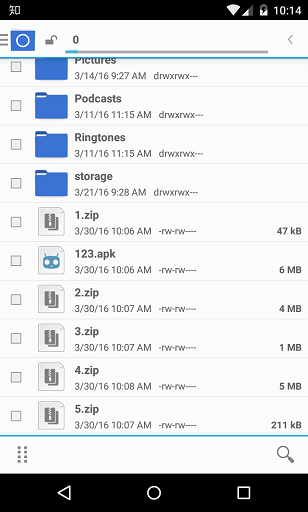 知
10:14
0
Pictures
3/14/16 9:27 AM drwxrwx---
Podcasts
3/11/16 11:15 AM drwxrwx---
Ringtones
3/11/16 11:15 AM drwxrwx---
storage
3/21/16 9:28 AM drwxrwx---
1.zip
3/30/16 10:06 AM -rw-rw---- 47 kB
123.apk
3/30/16 10:06 AM -rw-rw---- 6 MB
2.zip
3/30/16 10:07 AM -rw-rw---- 4 MB
3.zip
3/30/16 10:07 AM -rw-rw---- 1 MB
4.zip
3/30/16 10:08 AM -rw-rw---- 5 MB
5.zip
3/30/16 10:07 AM -rw-rw---- 211 kB